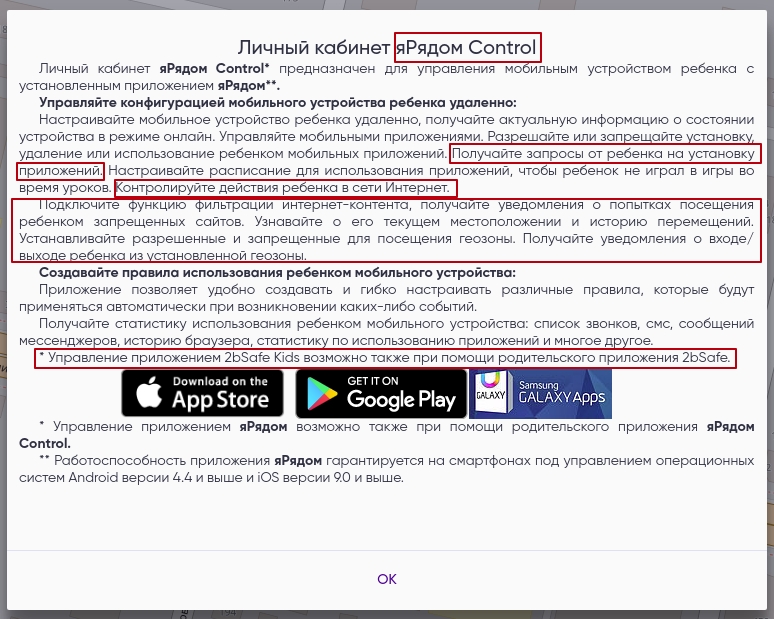 Личный кабинет яРядом Control
Личный кабинет яРядом Control* предназначен для управления мобильным устройством ребенка с
установленным приложением яРядом**.
Управляйте конфигурацией мобильного устройства ребенка удаленно:
Настраивайте мобильное устройство ребенка удаленно, получайте актуальную информацию о состоянии
устройства в режиме онлайн. Управляйте мобильными приложениями. Разрешайте или запрещайте установку,
удаление или использование ребенком мобильных приложений. Получайте запросы от ребенка на установку
приложений. Настраивайте расписание для использования приложений, чтобы ребенок не играл в игры во
время уроков. Контролируйте действия ребенка в сети Интернет.
Подключите функцию фильтрации интернет-контента, получайте уведомления о попытках посещения
ребенком запрещенных сайтов. Узнавайте о его текущем местоположении и историю перемещений.
Устанавливайте разрешенные и запрещенные для посещения геозоны. Получайте уведомления о входе/
выходе ребенка из установленной геозоны.
Создавайте правила использования ребенком мобильного устройства:
Приложение позволяет удобно создавать и гибко настраивать различные правила, которые будут
применяться автоматически при возникновении каких-либо событий.
Получайте статистику использования ребенком мобильного устройства: список звонков, смс, сообщений
мессенджеров, историю браузера, статистику по использованию приложений и многое другое.
* Управление приложением 2bSafe Kids возможно также при помощи родительского приложения 2bSafe.
Download on the
App Store
GET IT ON
Google Play
GALAXY
Samsung
GALAXY Apps
* Управление приложением яРядом возможно также при помощи родительского приложения яРядом
Control.
** Работоспособность приложения яРядом гарантируется на смартфонах под управлением операционных
систем Android версии 4.4 и выше и iOS версии 9.0 и выше.
OK
194